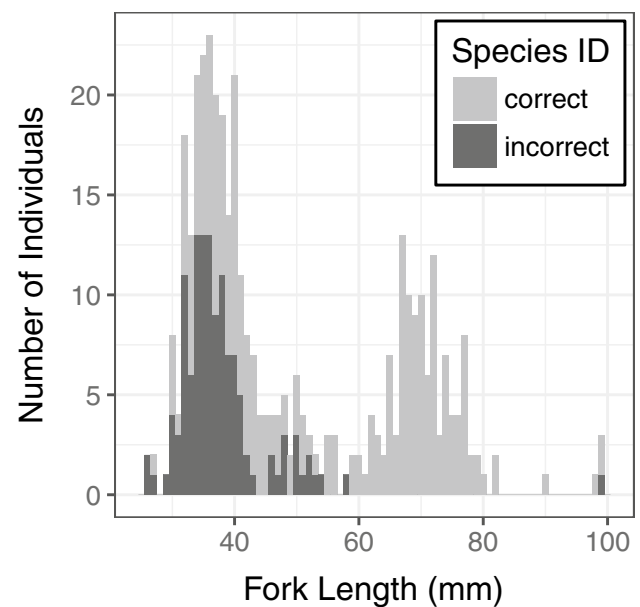 Species ID
correct
incorrect
Number of Individuals
20
15
10
5
0
40
60
80
100
Fork Length (mm)